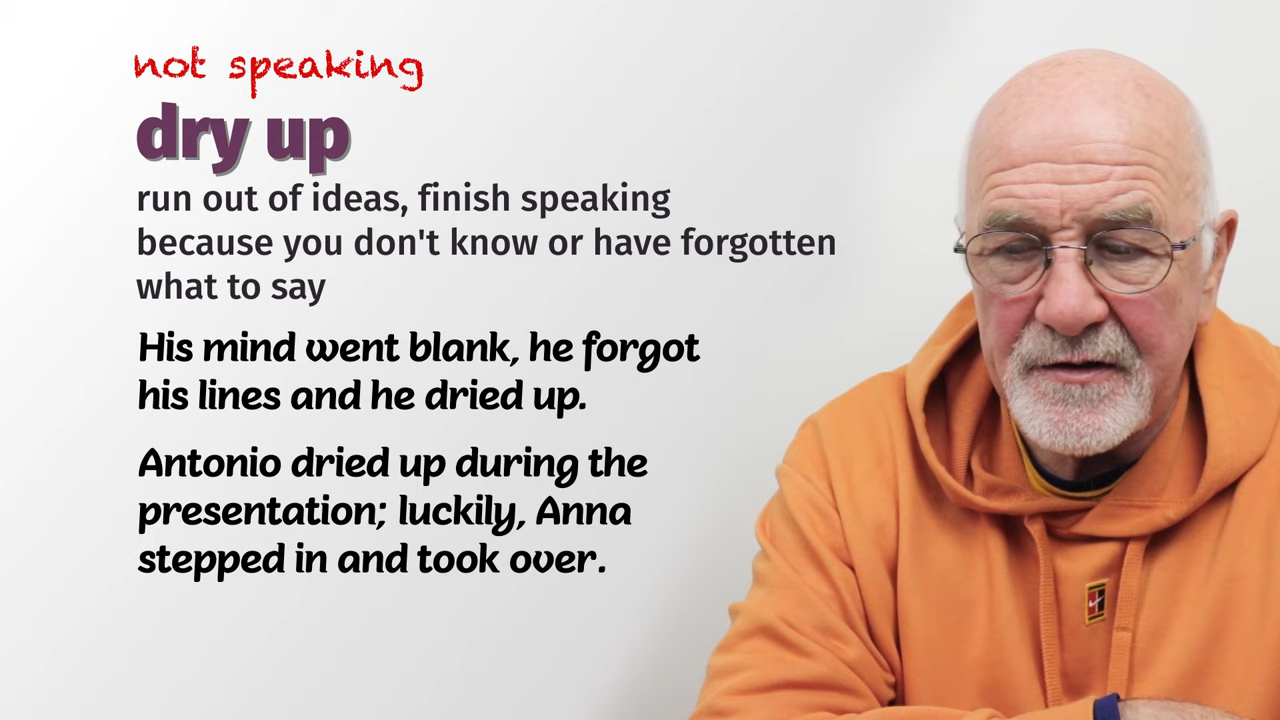 not speaking
dry up
run out of ideas, finish speaking
because you don't know or have forgotten
what to say
His mind went blank, he forgot
his lines and he dried up.
Antonio dried up during the
presentation; luckily, Anna
stepped in and took over.